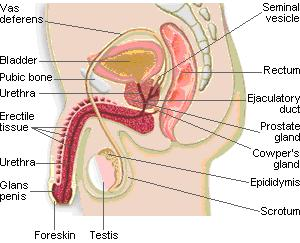 Vas
deferens
Bladder
Pubic bone
Urethra
Erectile
tissue
Urethra
Glans
penis
Foreskin
Testis
Seminal
vesicle
Rectum
Ejaculatory
duct
Prostate
gland
Cowper's
gland
Epididymis
Scrotum